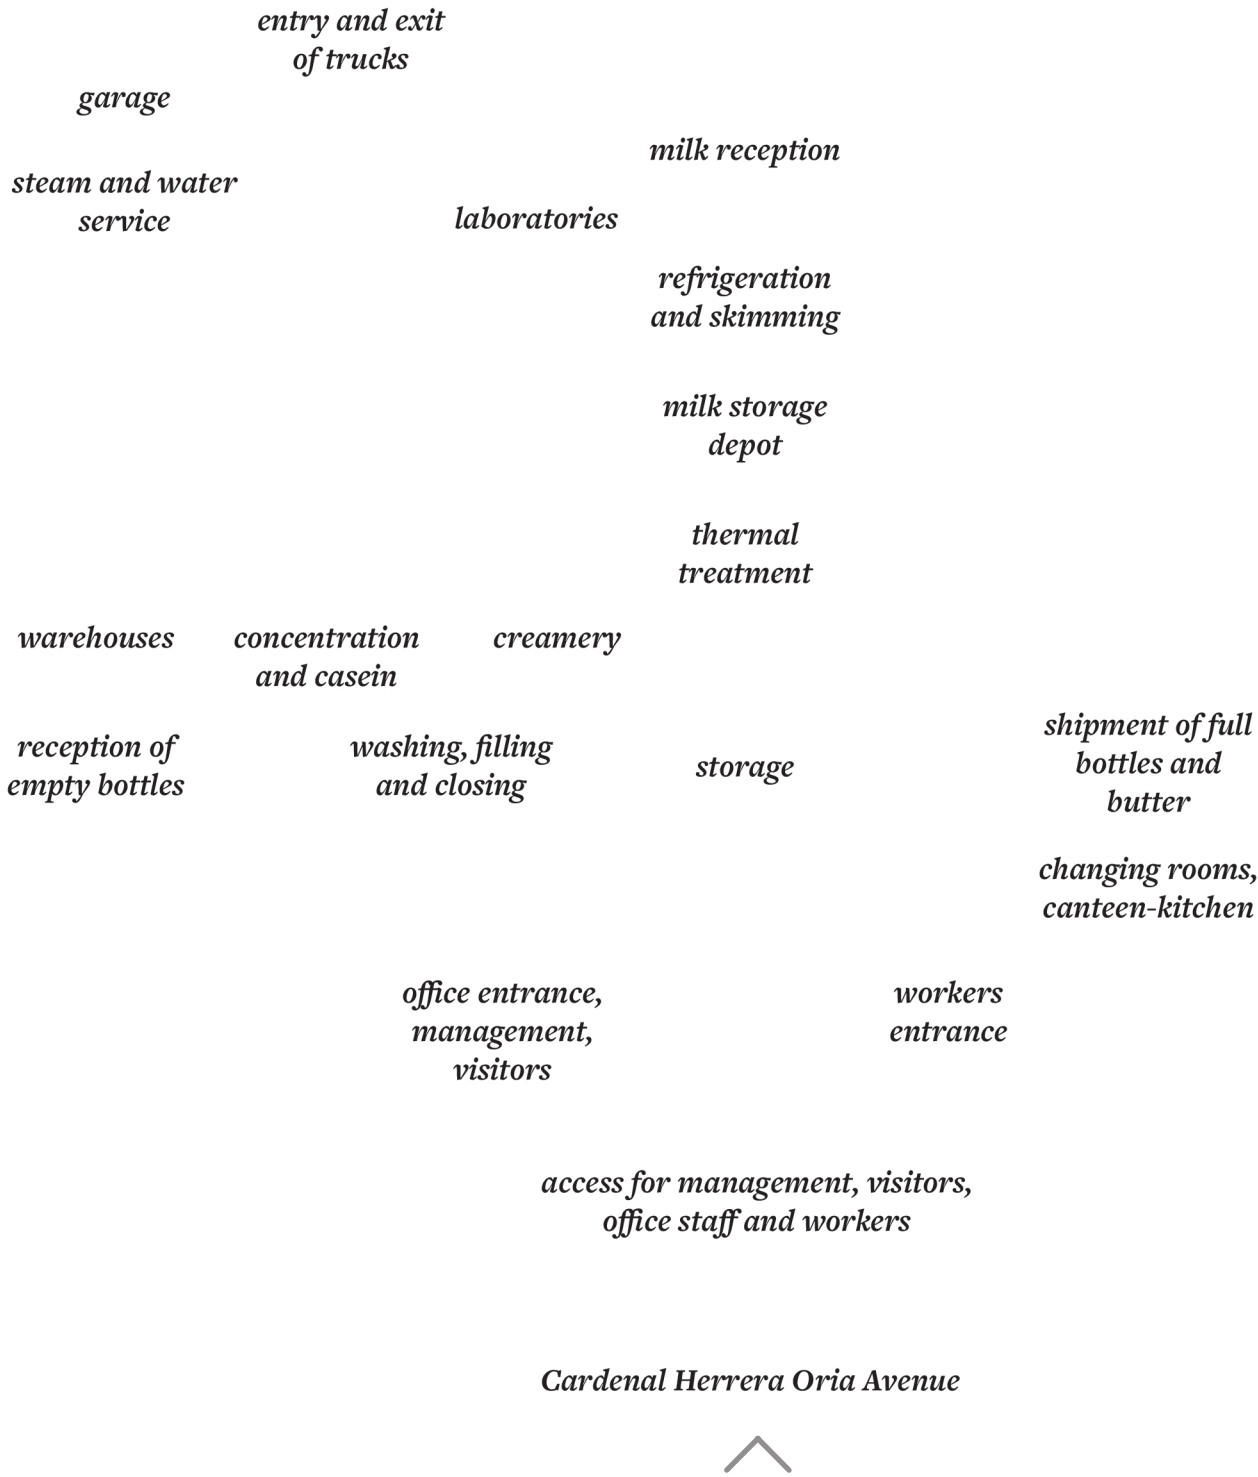 entry and exit
of trucks
garage
milk reception
steam and water
service
laboratories
refrigeration
and skimming
milk storage
depot
thermal
treatment
warehouses
concentration
and casein
creamery
reception of
empty bottles
washing, filling
and closing
storage
shipment of full
bottles and
butter
changing rooms,
canteen-kitchen
office entrance,
management,
visitors
workers
entrance
access for management, visitors,
office staff and workers
Cardenal Herrera Oria Avenue